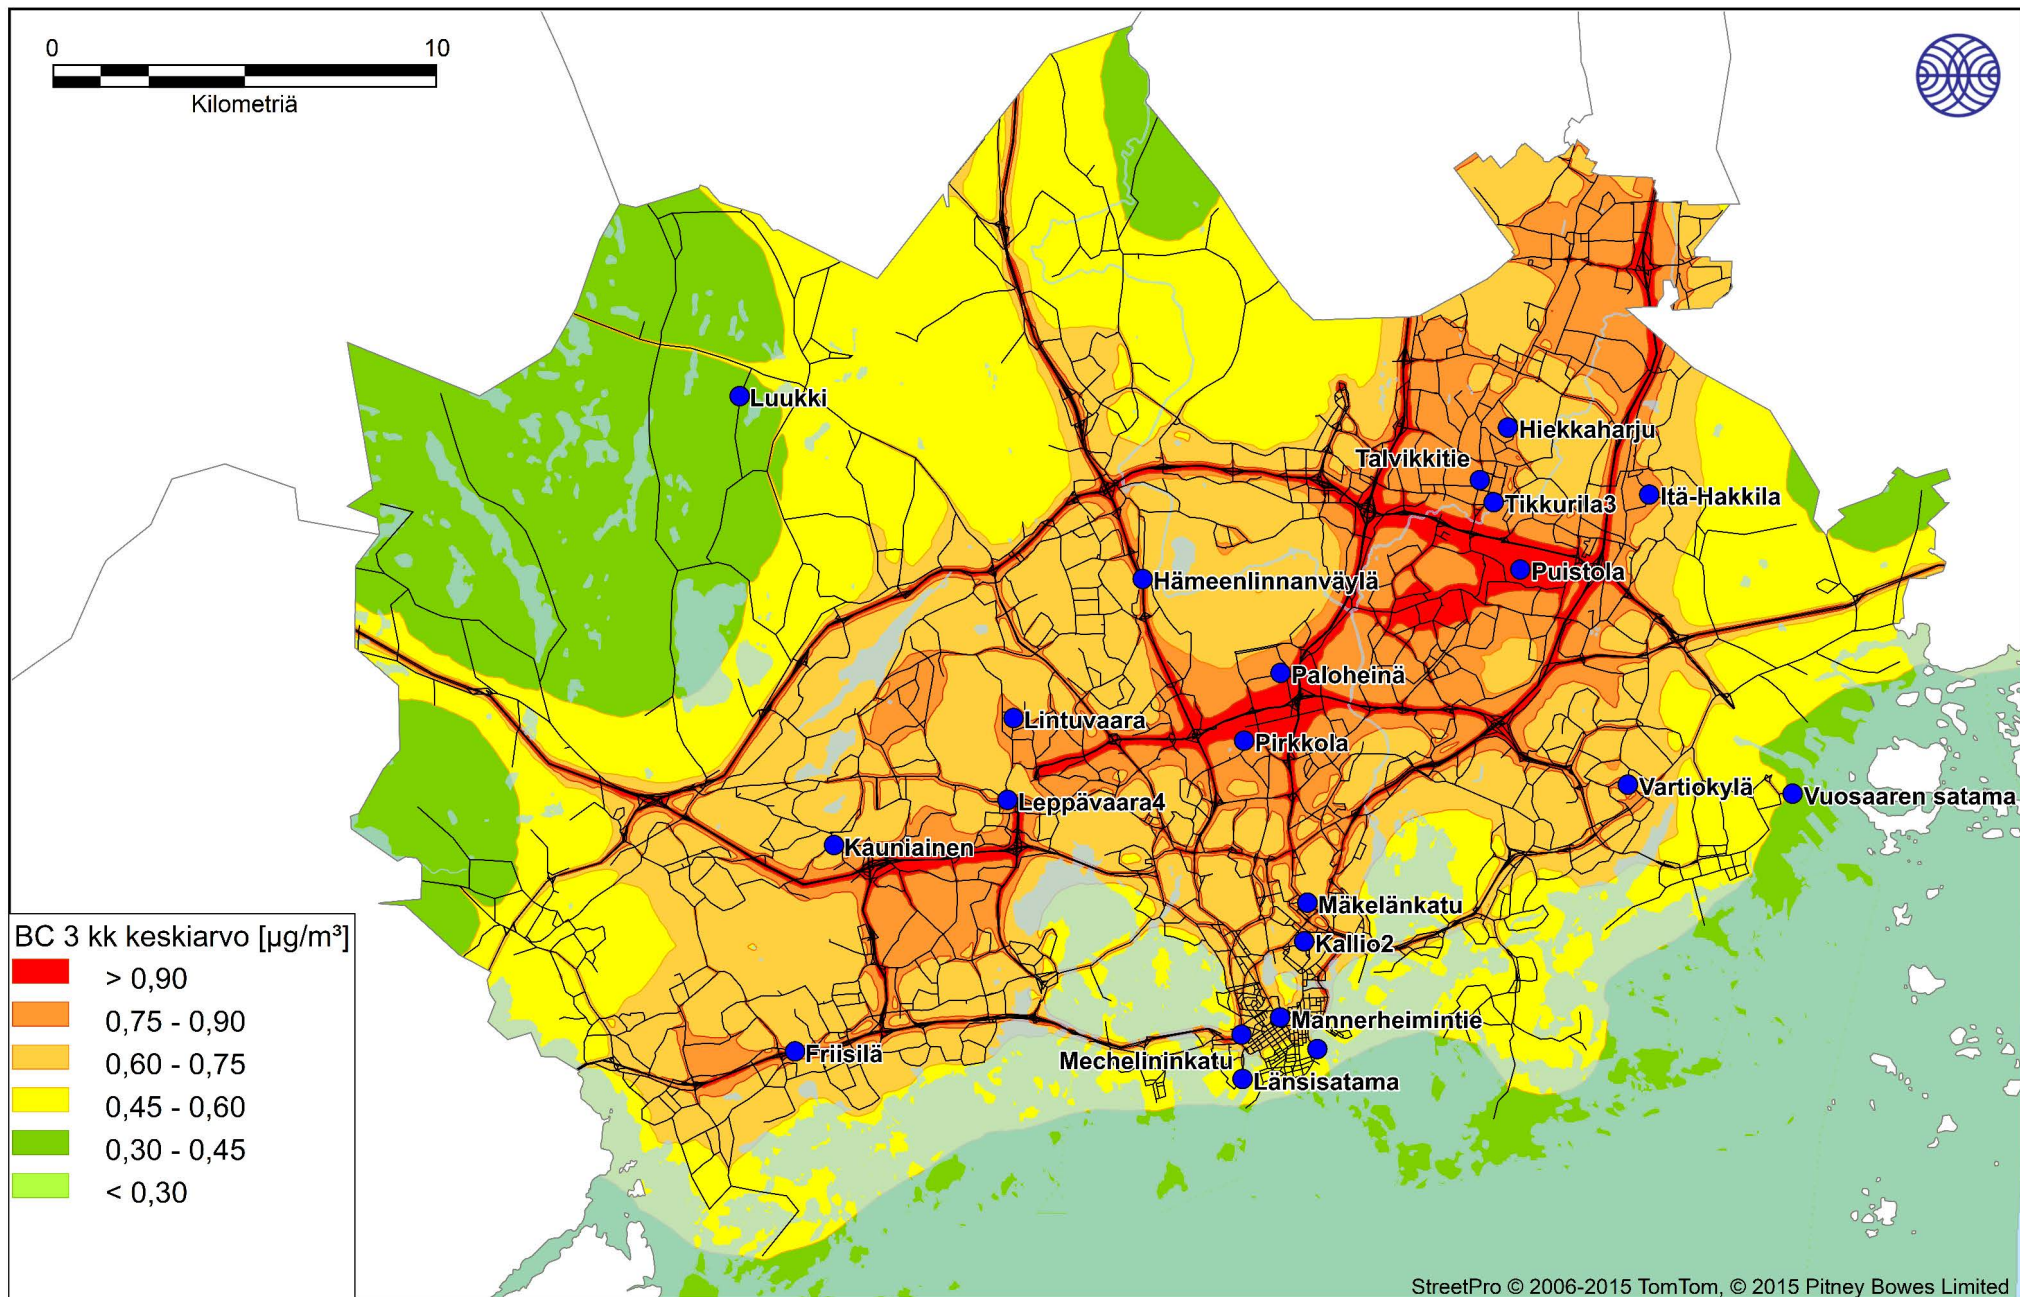 0 10
Kilometriä
Luukki
Hiekkaharju
Talvikkitie
Tikkurila3
Itä-Hakkila
Puistola
Hämeenlinnanväylä
Paloheinä
Lintuvaara
Pirkkola
Leppävaara4
Vartiokylä
Vuosaaren satama
Kauniainen
Mäkelänkatu
Kallio2
Mannerheimintie
Friisilä
Mechelininkatu
Länsisatama
BC 3 kk keskiarvo [µg/m³]
> 0,90
0,75 - 0,90
0,60 - 0,75
0,45 - 0,60
0,30 - 0,45
< 0,30
StreetPro © 2006-2015 TomTom, © 2015 Pitney Bowes Limited